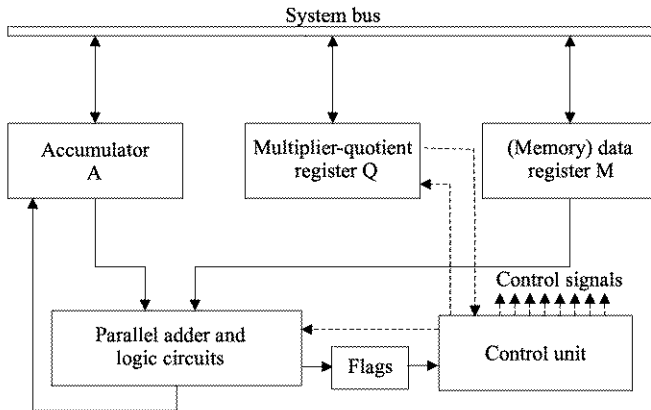 System bus
Accumulator
A
Multiplier-quotient
register Q
(Memory) data
register M
Control signals
Parallel adder and
logic circuits
Flags
Control unit